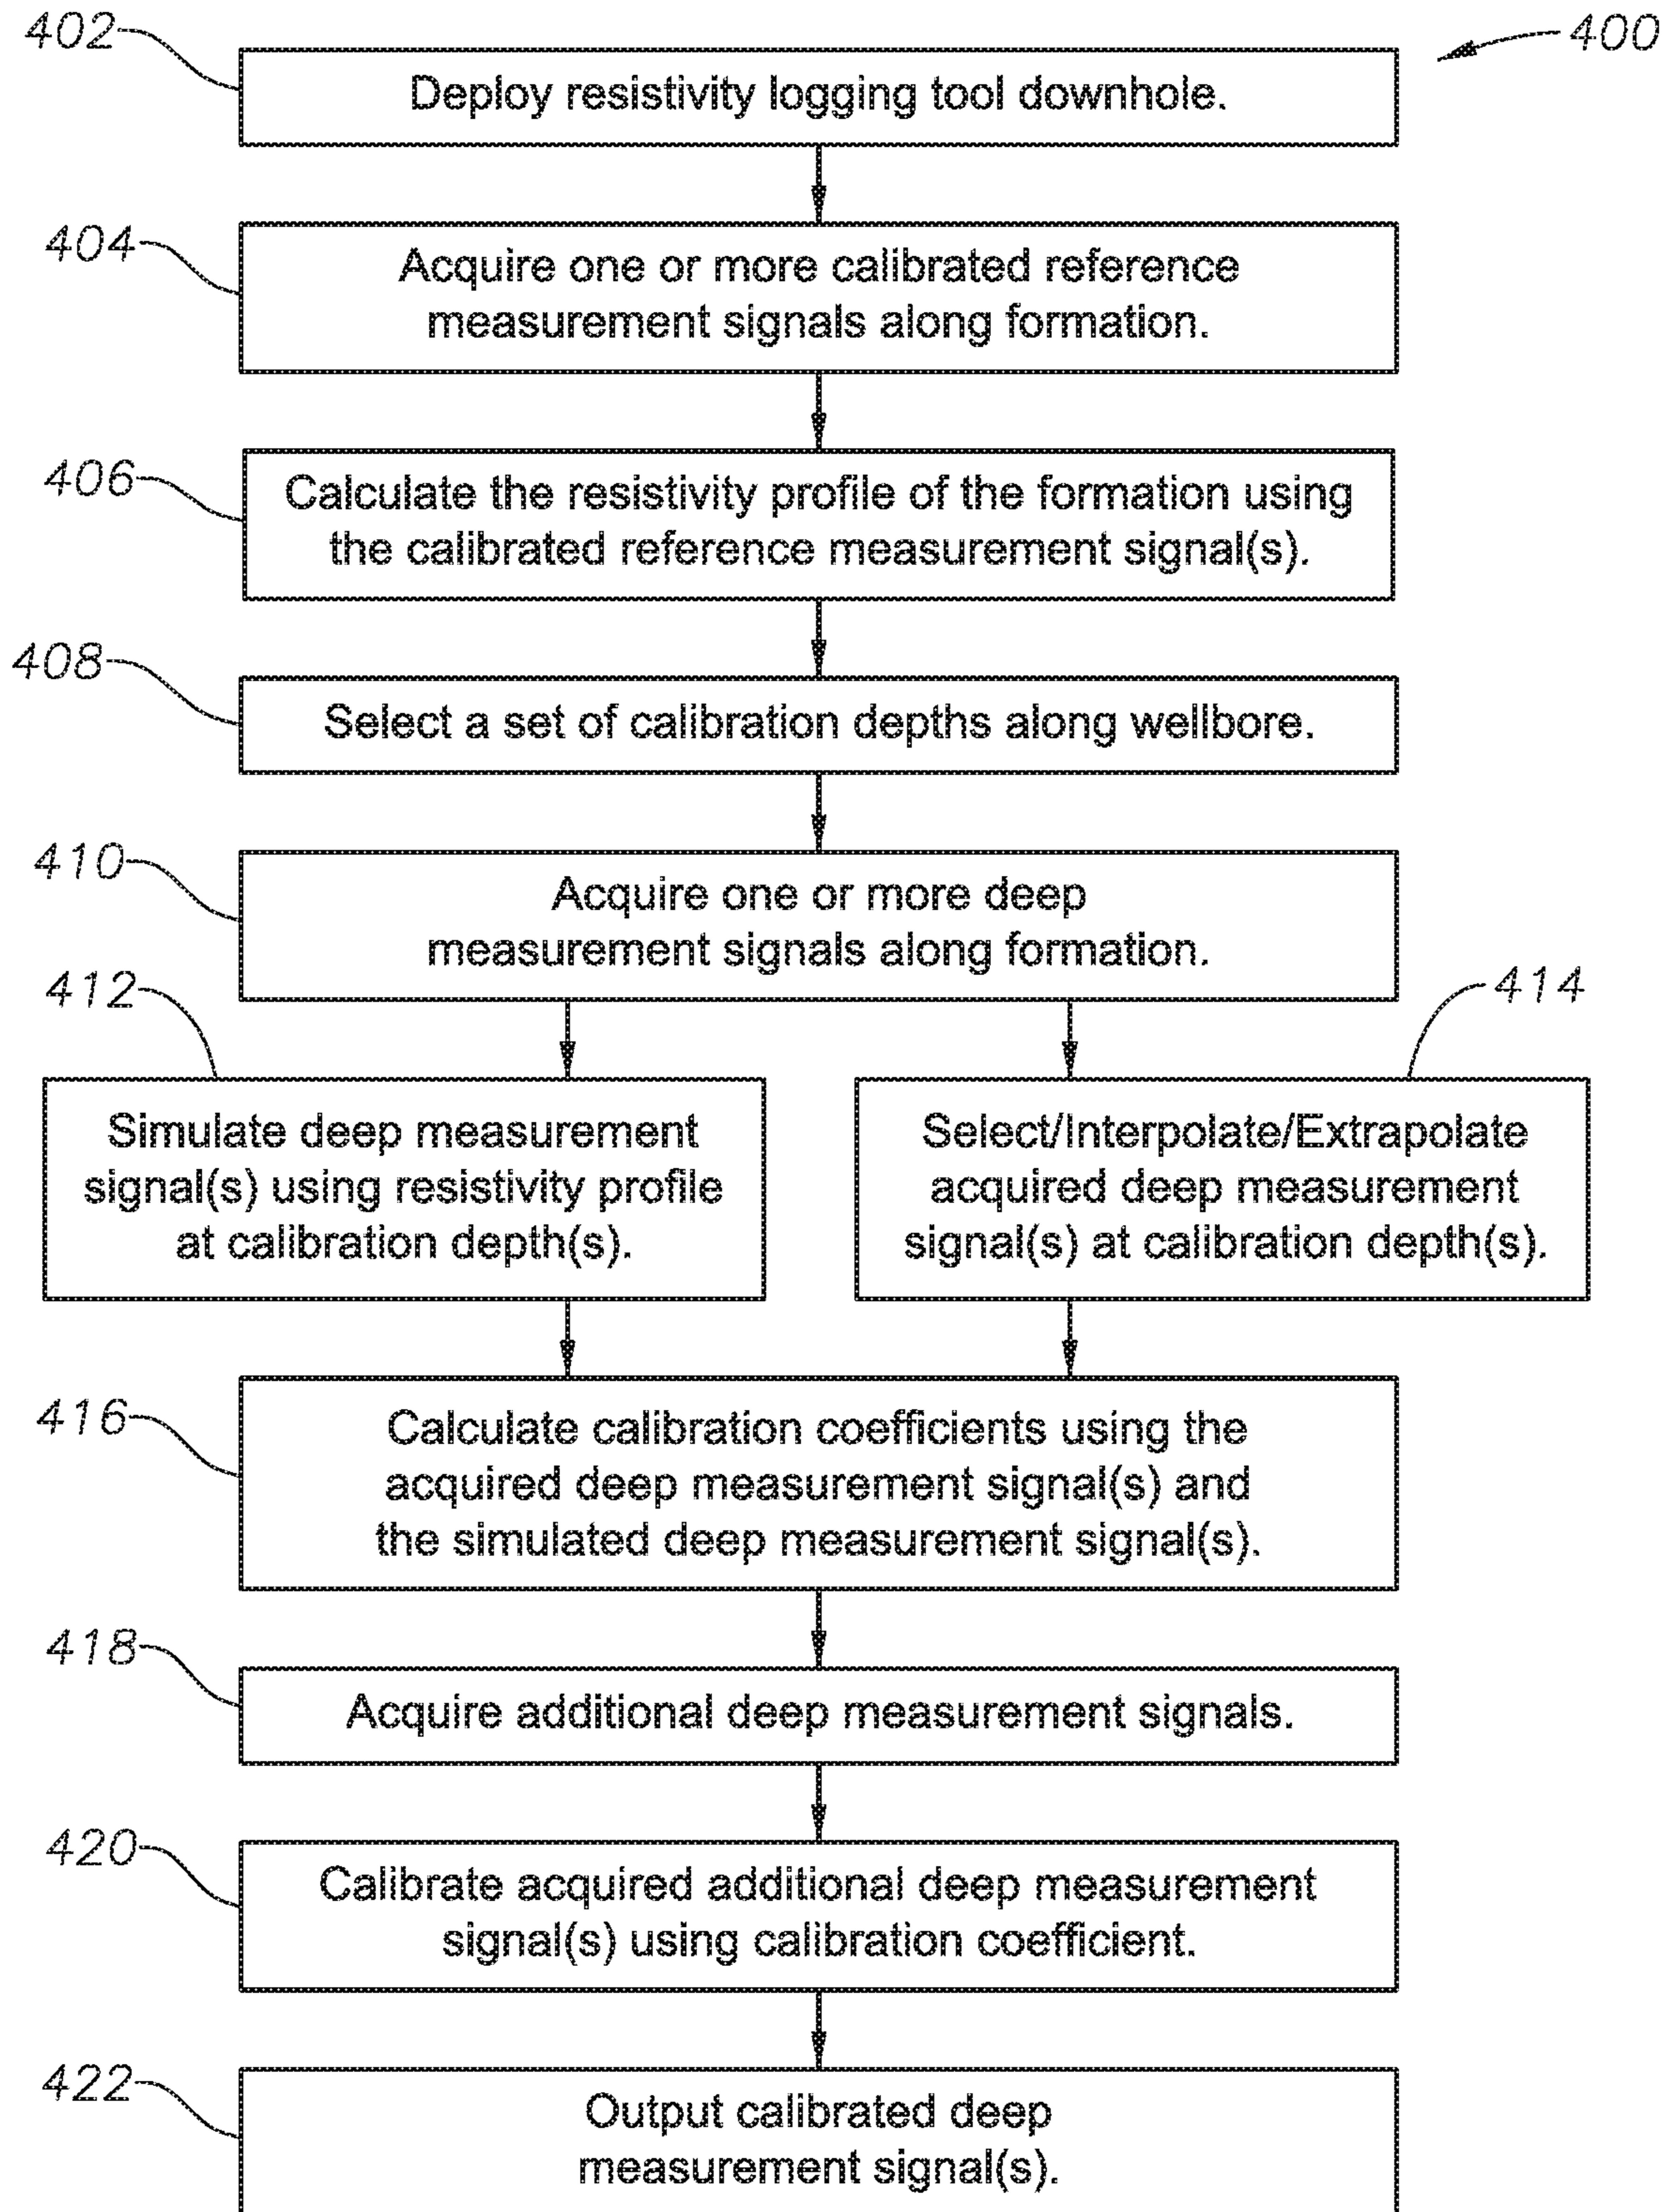 402
400
Deploy resistivity logging tool downhole.
404
Acquire one or more calibrated reference
measurement signals along formation.
406
Calculate the resistivity profile of the formation using
the calibrated reference measurement signal(s).
408
Select a set of calibration depths along wellbore.
410
Acquire one or more deep
measurement signals along formation.
412
414
Simulate deep measurement
signal(s) using resistivity profile
at calibration depth(s).
Select/Interpolate/Extrapolate
acquired deep measurement
signal(s) at calibration depth(s).
416
Calculate calibration coefficients using the
acquired deep measurement signal(s) and
the simulated deep measurement signal(s).
418
Acquire additional deep measurement signals.
420
Calibrate acquired additional deep measurement
signal(s) using calibration coefficient.
422
Output calibrated deep
measurement signal(s).